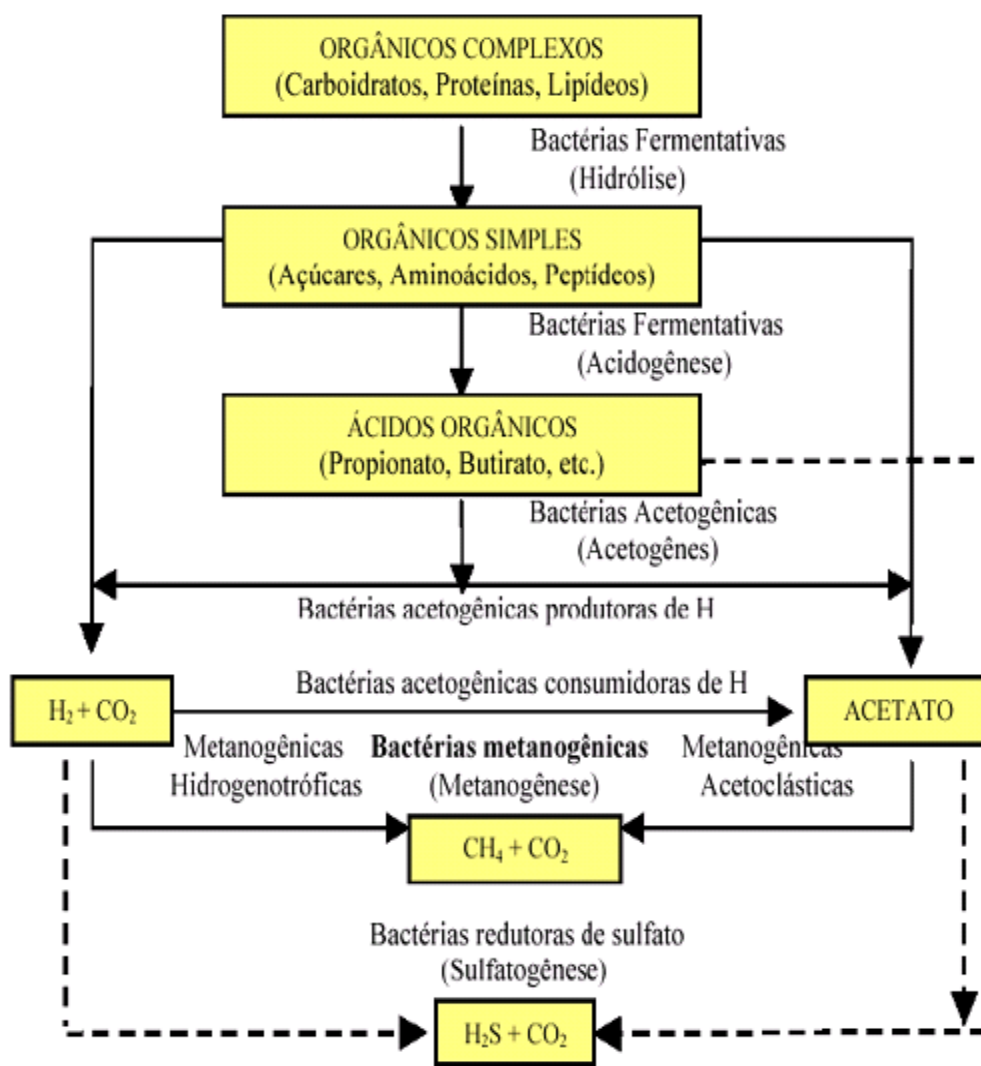 ORGÂNICOS COMPLEXOS
(Carboidratos, Proteínas, Lipídeos)
Bactérias Fermentativas
(Hidrólise)
ORGÂNICOS SIMPLES
(Açúcares, Aminoácidos, Peptídeos)
Bactérias Fermentativas
(Acidogênese)
ÁCIDOS ORGÂNICOS
(Propionato, Butirato, etc.)
Bactérias Acetogênicas
(Acetogênes)
Bactérias acetogênicas produtoras de H
Bactérias acetogênicas consumidoras de H
H₂ + CO₂
ACETATO
Metanogênicas
Hidrogenotróficas
Bactérias metanogênicas
(Metanogênese)
Metanogênicas
Acetoclásticas
CH₄ + CO₂
Bactérias redutoras de sulfato
(Sulfatogênese)
H₂S + CO₂